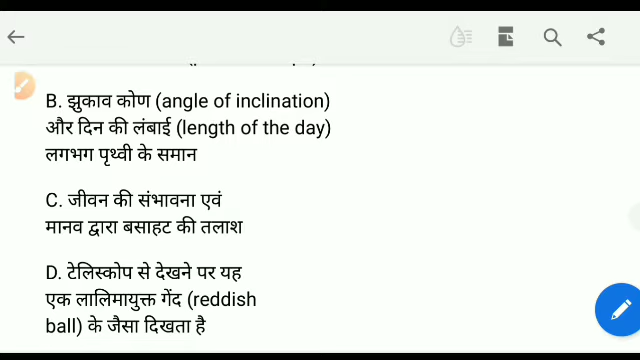 B. झुकाव कोण (angle of inclination)
और दिन की लंबाई (length of the day)
लगभग पृथ्वी के समान
C. जीवन की संभावना एवं
मानव द्वारा बसाहट की तलाश
D. टेलिस्कोप से देखने पर यह
एक लालिमायुक्त गेंद (reddish
ball) के जैसा दिखता है